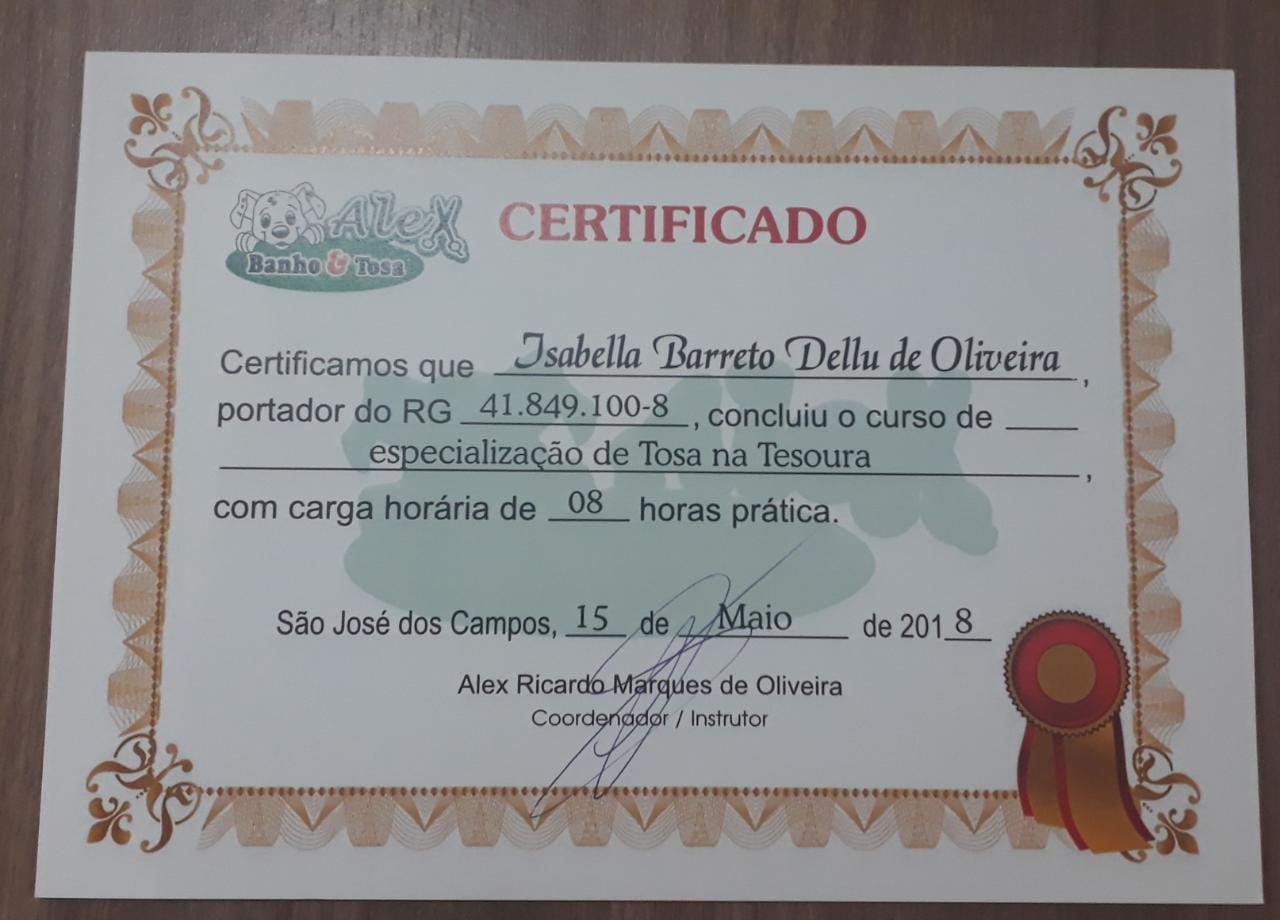 Alex
Banho & Tosa
CERTIFICADO
Certificamos que Isabella Barreto Dellu de Oliveira,
portador do RG 41.849.100-8, concluiu o curso de
especialização de Tosa na Tesoura,
com carga horária de 08 horas prática.
São José dos Campos, 15 de Maio de 2018
Alex Ricardo Marques de Oliveira
Coordenador / Instrutor